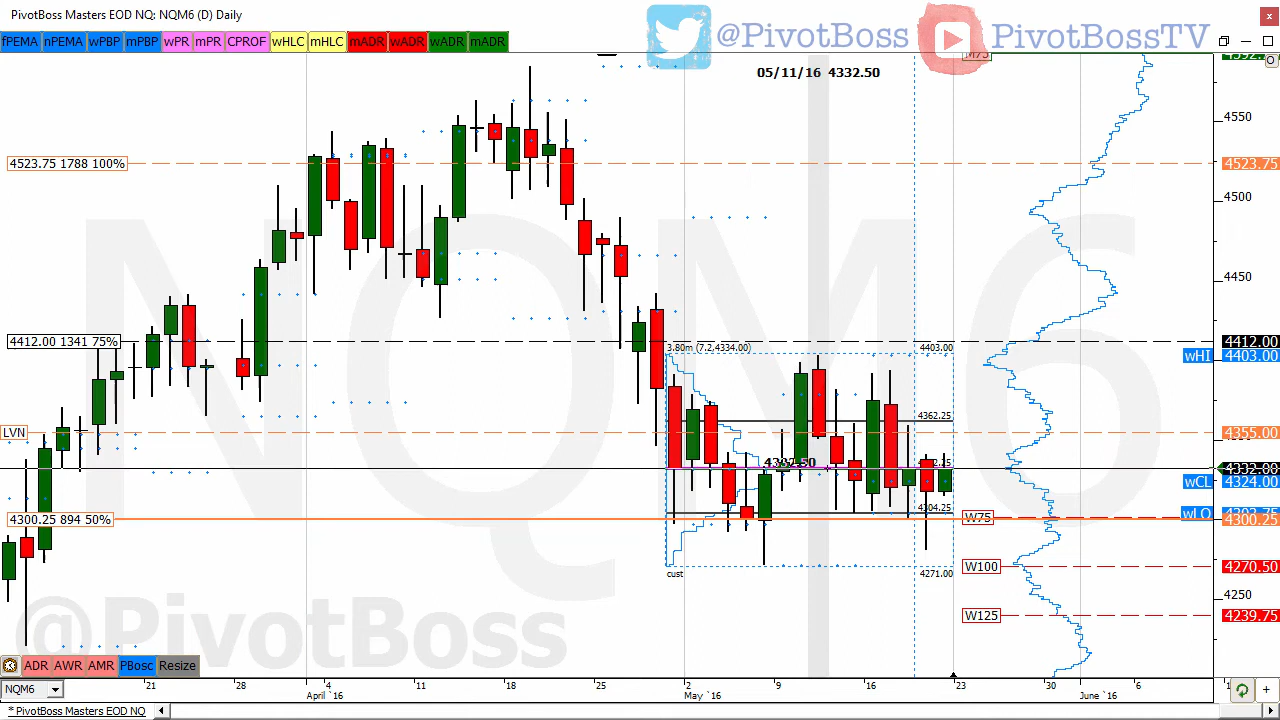 PivotBoss Masters EOD NQ: NQM6 (D) Daily
fPEMA nPEMA wPBP mPBP wPR mPR CPROF wHLC mHLC mADR wADR wADR mADR
@PivotBoss PivotBossTV
05/11/16 4332.50
4550
4523.75 1788 100%
4523.75
4500
4450
4412.00 1341 75%
4412.00
3.80m (7.2,4334.00)
4403.00
wHI 4403.00
4362.25
LVN
4355.00
4332.50
4332.00
wCL 4324.00
4304.25
4300.25 894 50%
W75
wLO
4300.25
cust
4271.00
W100
4270.50
4250
W125
4239.75
NQM6
@PivotBoss
ADR AWR AMR PBosc Resize
NQM6
21 28 4 11 18 25 2 9 16 23 30 6
April '16 May '16 June '16
* PivotBoss Masters EOD NQ